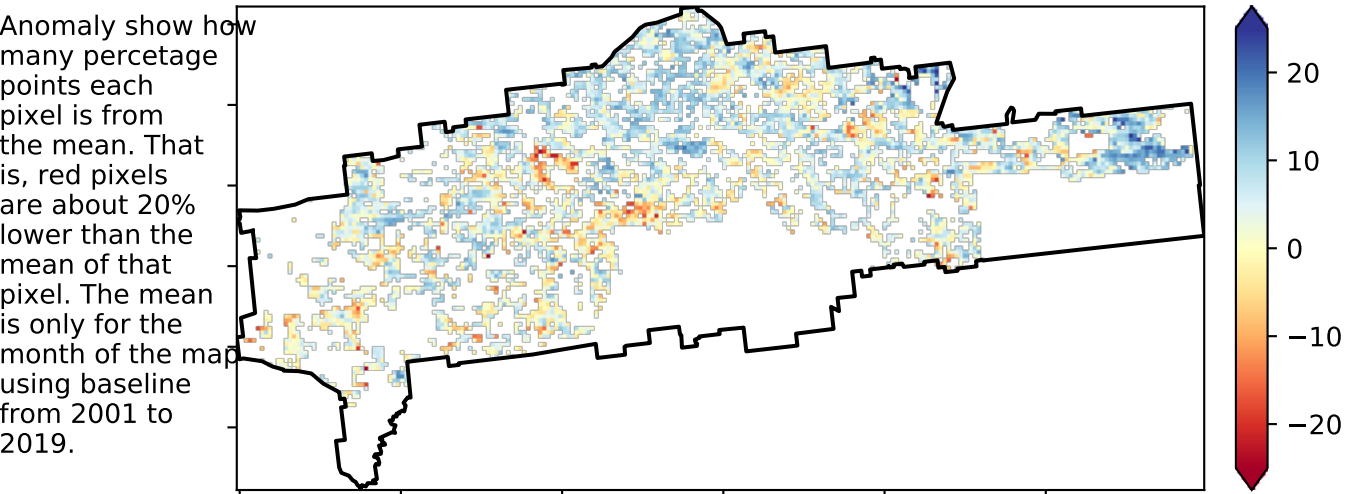 Anomaly show how
many percetage
points each
pixel is from
the mean. That
is, red pixels
are about 20%
lower than the
mean of that
pixel. The mean
is only for the
month of the map
using baseline
from 2001 to
2019.
20
10
0
−10
−20